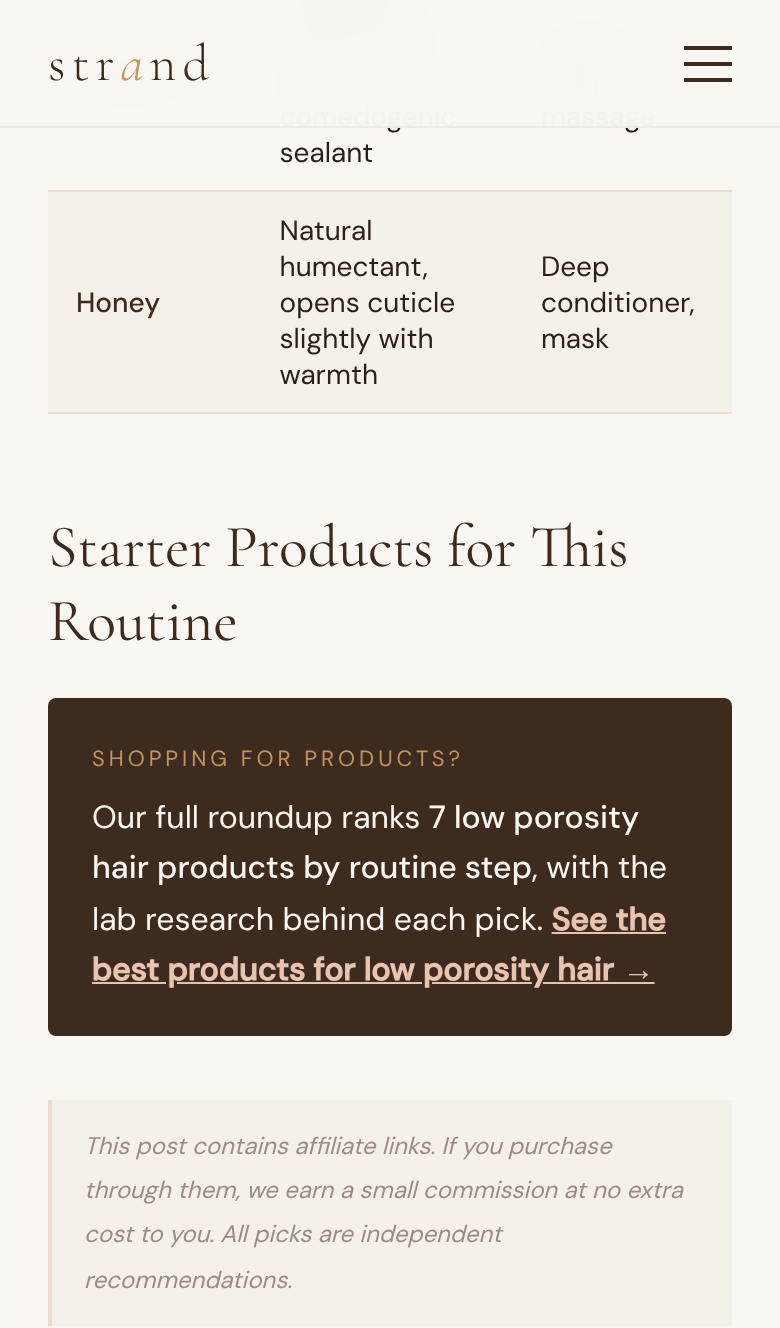 strand
comedogenic
massage
sealant
Natural
humectant,
opens cuticle
slightly with
warmth
Honey
Deep
conditioner,
mask
Starter Products for This
Routine
SHOPPING FOR PRODUCTS?
Our full roundup ranks 7 low porosity
hair products by routine step, with the
lab research behind each pick. See the
best products for low porosity hair →
This post contains affiliate links. If you purchase
through them, we earn a small commission at no extra
cost to you. All picks are independent
recommendations.